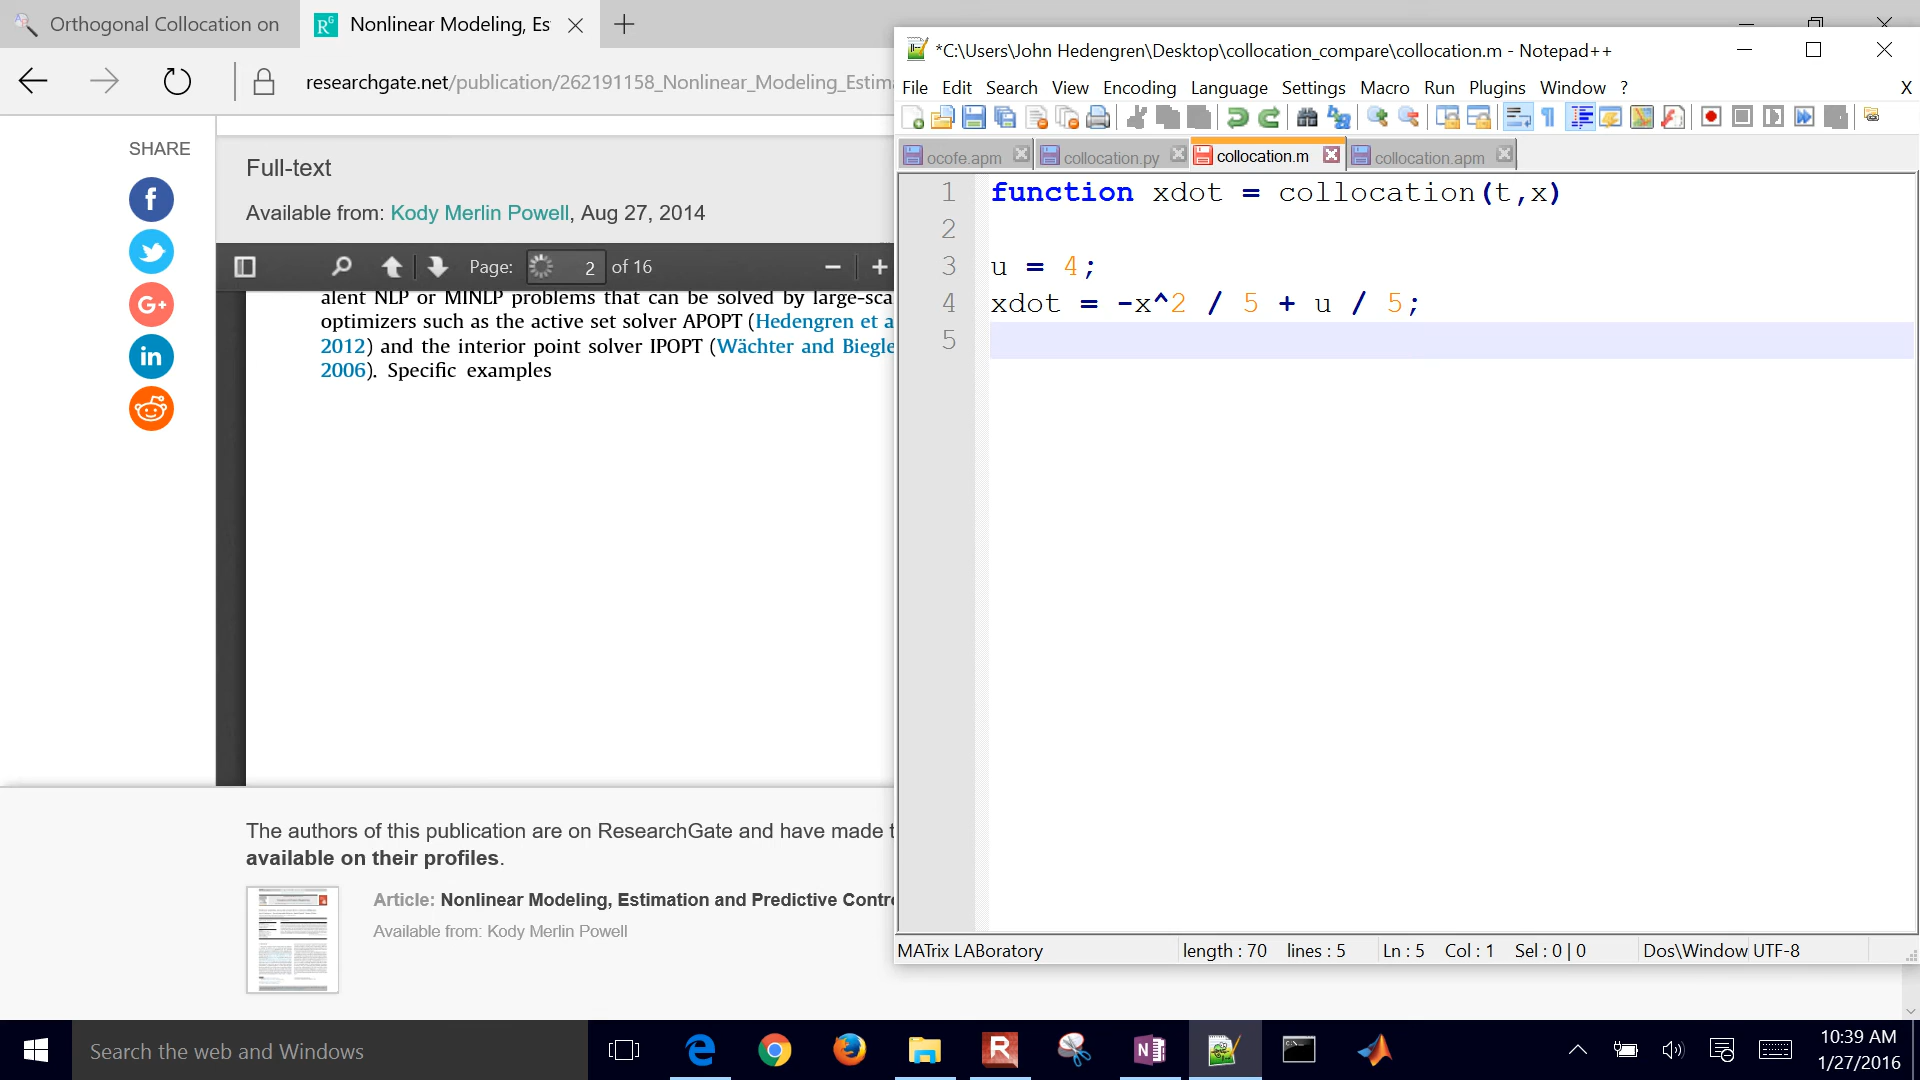 Orthogonal Collocation on
Nonlinear Modeling, Es
researchgate.net/publication/262191158_Nonlinear_Modeling_Estim
SHARE
Full-text
Available from: Kody Merlin Powell, Aug 27, 2014
Page: 2 of 16
alent NLP or MINLP problems that can be solved by large-sca
optimizers such as the active set solver APOPT (Hedengren et a
2012) and the interior point solver IPOPT (Wächter and Biegle
2006). Specific examples
The authors of this publication are on ResearchGate and have made t
available on their profiles.
Article: Nonlinear Modeling, Estimation and Predictive Contr
Available from: Kody Merlin Powell
*C:\Users\John Hedengren\Desktop\collocation_compare\collocation.m - Notepad++
File Edit Search View Encoding Language Settings Macro Run Plugins Window ? X
ocofe.apm collocation.py collocation.m collocation.apm
1 function xdot = collocation(t,x)
2
3 u = 4;
4 xdot = -x^2 / 5 + u / 5;
5
MATrix LABoratory length : 70 lines : 5 Ln : 5 Col : 1 Sel : 0 | 0 Dos\Window UTF-8
Search the web and Windows
10:39 AM
1/27/2016